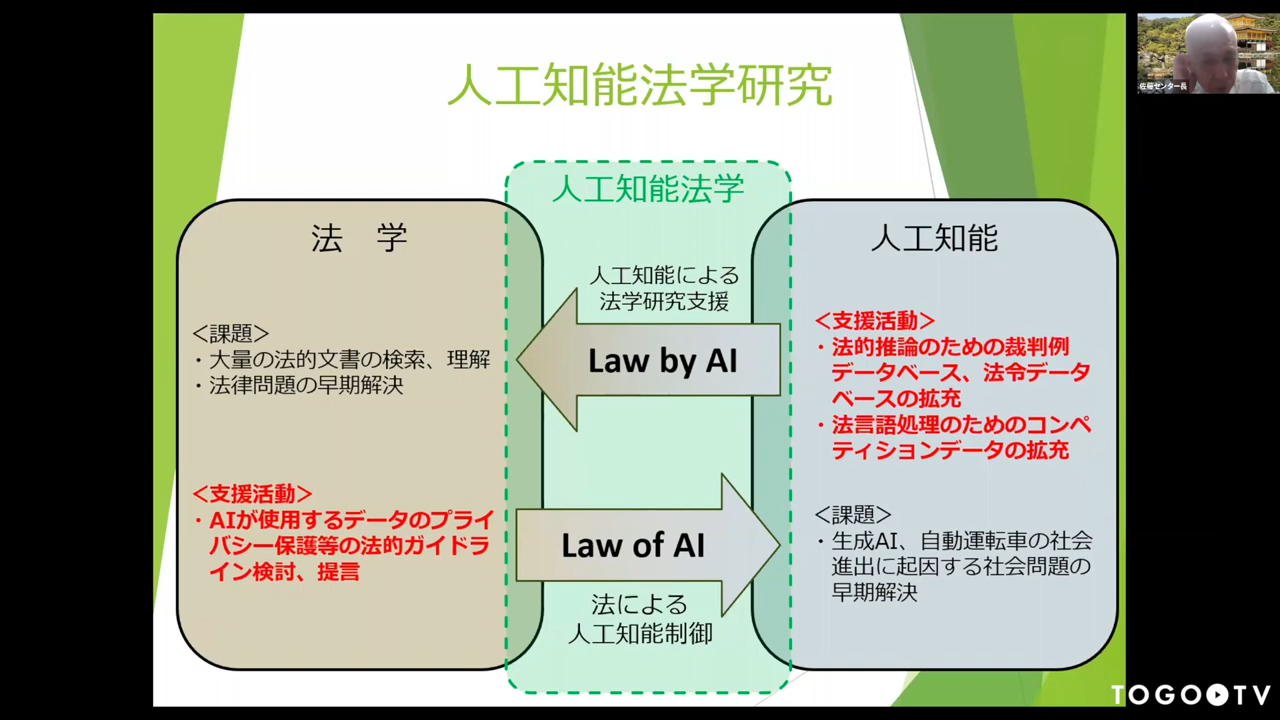 人工知能法学研究
佐藤センター長
人工知能法学
法 学
人工知能
人工知能による
法学研究支援
Law by AI
＜課題＞
・大量の法的文書の検索、理解
・法律問題の早期解決
＜支援活動＞
・法的推論のための裁判例
データベース、法令データ
ベースの拡充
・法言語処理のためのコンペ
ティションデータの拡充
＜支援活動＞
・AIが使用するデータのプライ
バシー保護等の法的ガイドラ
イン検討、提言
Law of AI
法による
人工知能制御
＜課題＞
・生成AI、自動運転車の社会
進出に起因する社会問題の
早期解決
TOGOTV